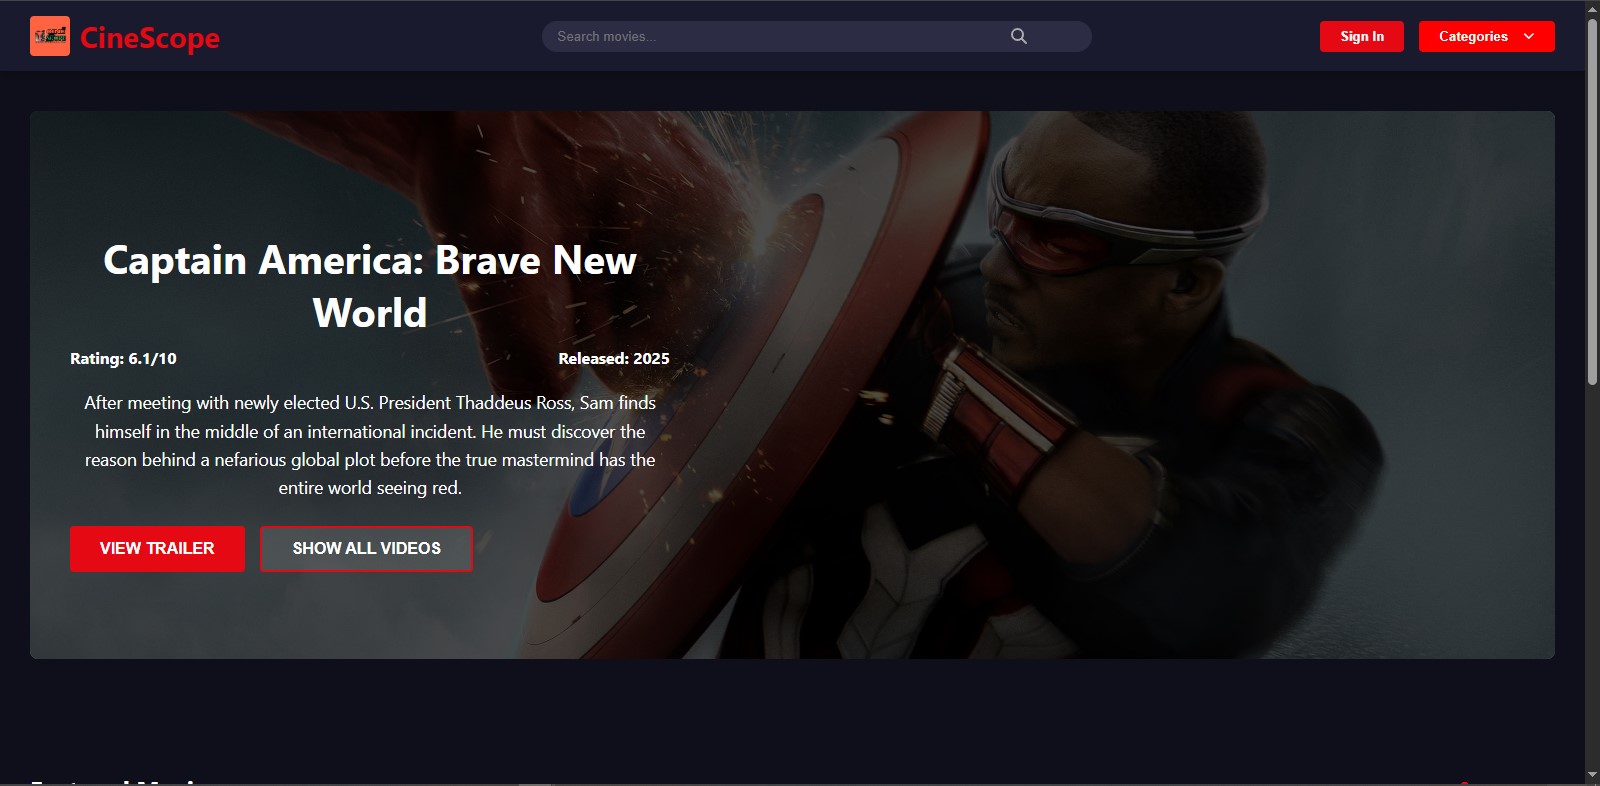 CineScope
Search movies...
Sign In
Categories
Captain America: Brave New
World
Rating: 6.1/10
Released: 2025
After meeting with newly elected U.S. President Thaddeus Ross, Sam finds
himself in the middle of an international incident. He must discover the
reason behind a nefarious global plot before the true mastermind has the
entire world seeing red.
VIEW TRAILER
SHOW ALL VIDEOS